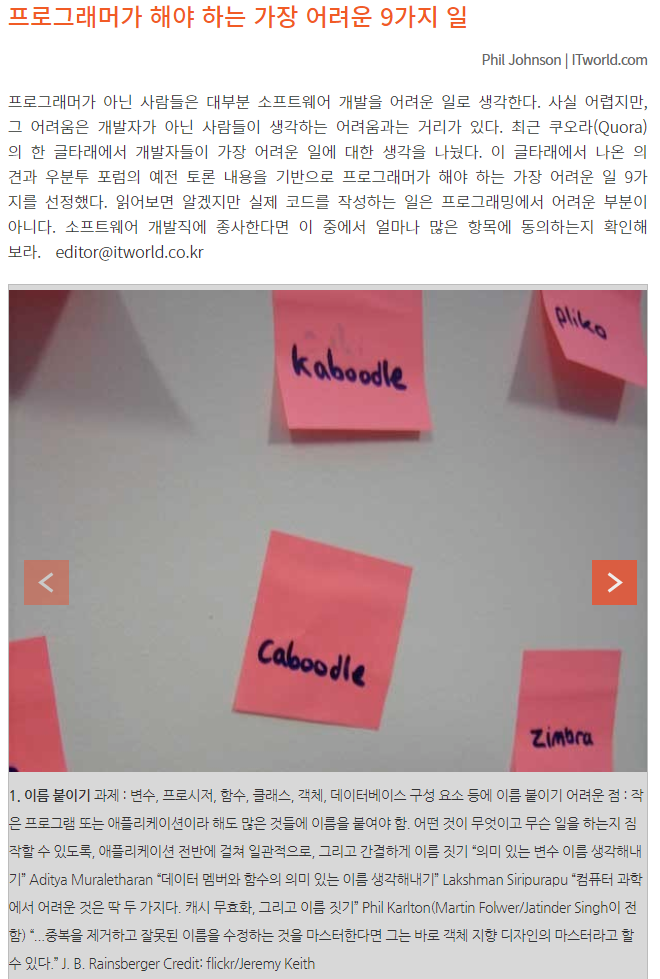 프로그래머가 해야 하는 가장 어려운 9가지 일
Phil Johnson | ITworld.com
프로그래머가 아닌 사람들은 대부분 소프트웨어 개발을 어려운 일로 생각한다. 사실 어렵지만,
그 어려움은 개발자가 아닌 사람들이 생각하는 어려움과는 거리가 있다. 최근 쿠오라(Quora)
의 한 글타래에서 개발자들이 가장 어려운 일에 대한 생각을 나눴다. 이 글타래에서 나온 의
견과 우분투 포럼의 예전 토론 내용을 기반으로 프로그래머가 해야 하는 가장 어려운 일 9가
지를 선정했다. 읽어보면 알겠지만 실제 코드를 작성하는 일은 프로그래밍에서 어려운 부분이
아니다. 소프트웨어 개발직에 종사한다면 이 중에서 얼마나 많은 항목에 동의하는지 확인해
보라. editor@itworld.co.kr
kaboodle
pliko
Caboodle
Zimbra
1. 이름 붙이기 과제 : 변수, 프로시저, 함수, 클래스, 객체, 데이터베이스 구성 요소 등에 이름 붙이기 어려운 점 : 작
은 프로그램 또는 애플리케이션이라 해도 많은 것들에 이름을 붙여야 함. 어떤 것이 무엇이고 무슨 일을 하는지 짐
작할 수 있도록, 애플리케이션 전반에 걸쳐 일관적으로, 그리고 간결하게 이름 짓기 “의미 있는 변수 이름 생각해내
기” Aditya Muraletharan “데이터 멤버와 함수의 의미 있는 이름 생각해내기” Lakshman Siripurapu “컴퓨터 과학
에서 어려운 것은 딱 두 가지다. 캐시 무효화, 그리고 이름 짓기” Phil Karlton(Martin Folwer/Jatinder Singh이 전
함) “...중복을 제거하고 잘못된 이름을 수정하는 것을 마스터한다면 그는 바로 객체 지향 디자인의 마스터라고 할
수 있다.” J. B. Rainsberger Credit: flickr/Jeremy Keith